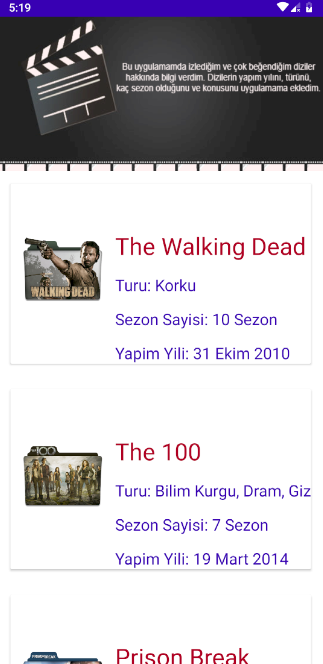 5:19
Bu uygulamamda izlediğim ve çok beğendiğim diziler
hakkında bilgi verdim. Dizilerin yapım yılını, türünü,
kaç sezon olduğunu ve konusunu uygulamama ekledim.
The Walking Dead
WALKING DEAD
Turu: Korku
Sezon Sayisi: 10 Sezon
Yapim Yili: 31 Ekim 2010
The 100
100
Turu: Bilim Kurgu, Dram, Giz
Sezon Sayisi: 7 Sezon
Yapim Yili: 19 Mart 2014
Prison Break